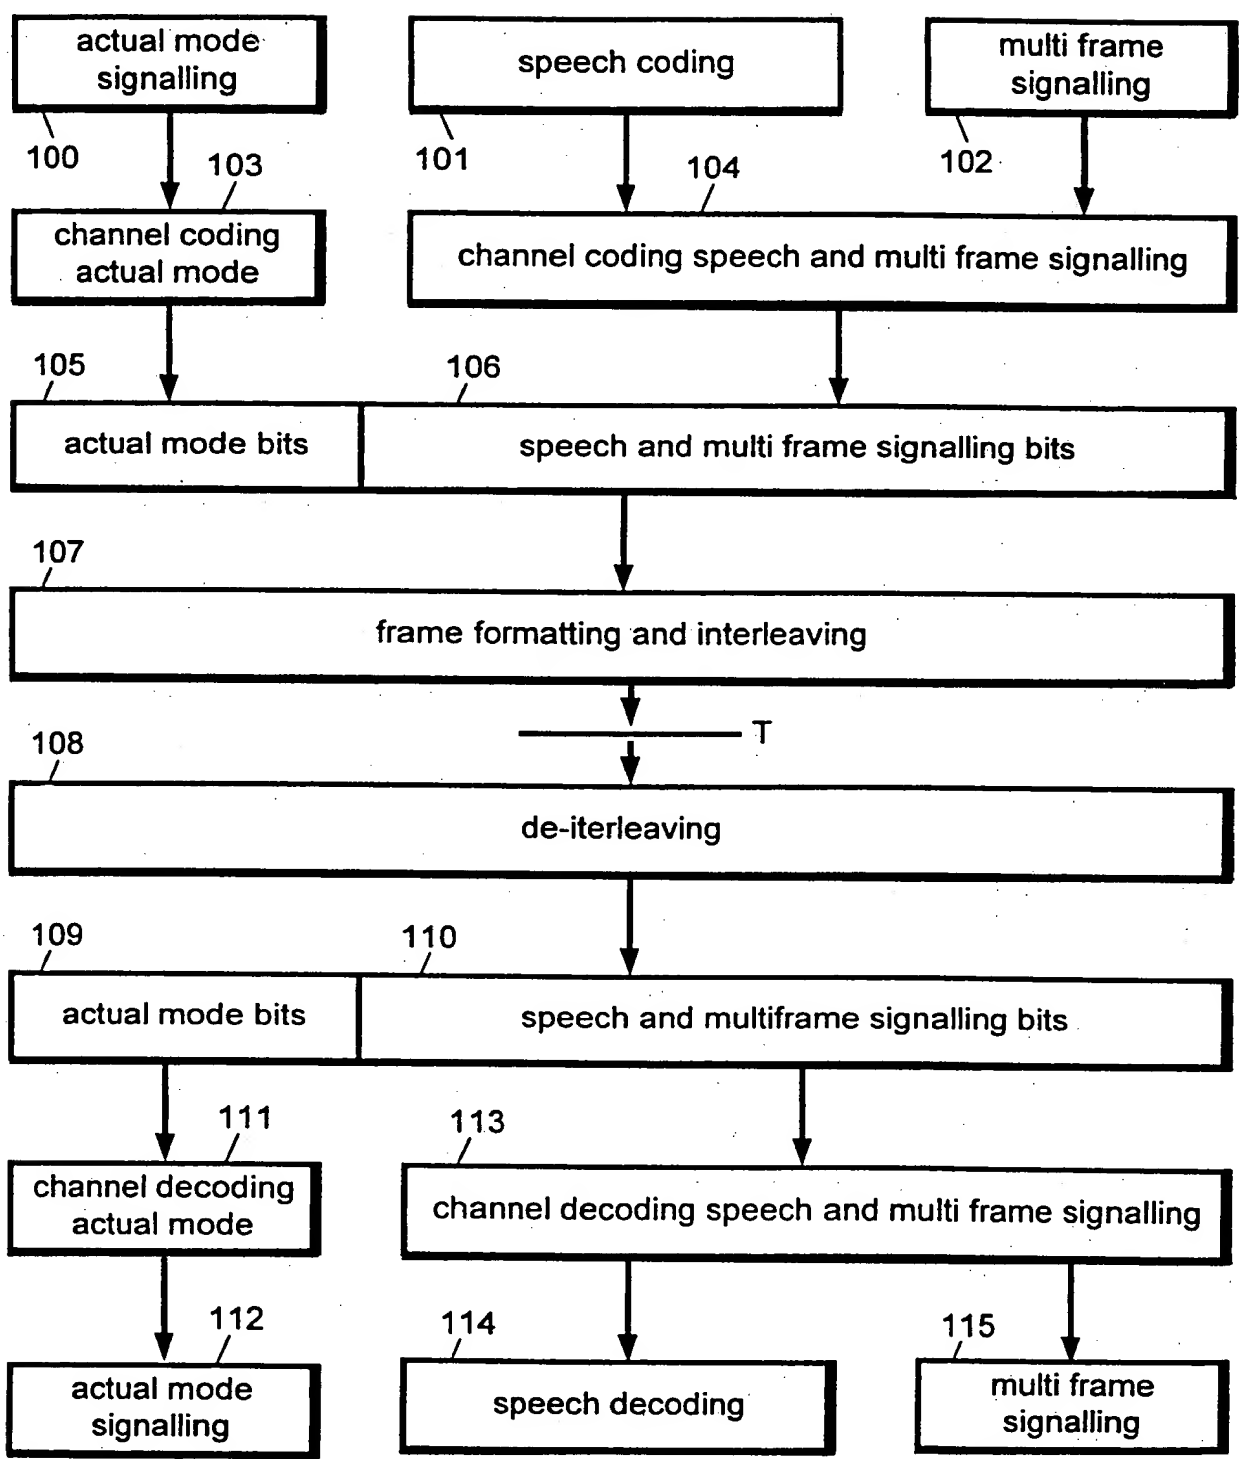 actual mode
signalling
speech coding
multi frame
signalling
100
101
102
103
104
channel coding
actual mode
channel coding speech and multi frame signalling
105
106
actual mode bits
speech and multi frame signalling bits
107
frame formatting and interleaving
T
108
de-iterleaving
109
110
actual mode bits
speech and multiframe signalling bits
111
113
channel decoding
actual mode
channel decoding speech and multi frame signalling
112
114
115
actual mode
signalling
speech decoding
multi frame
signalling